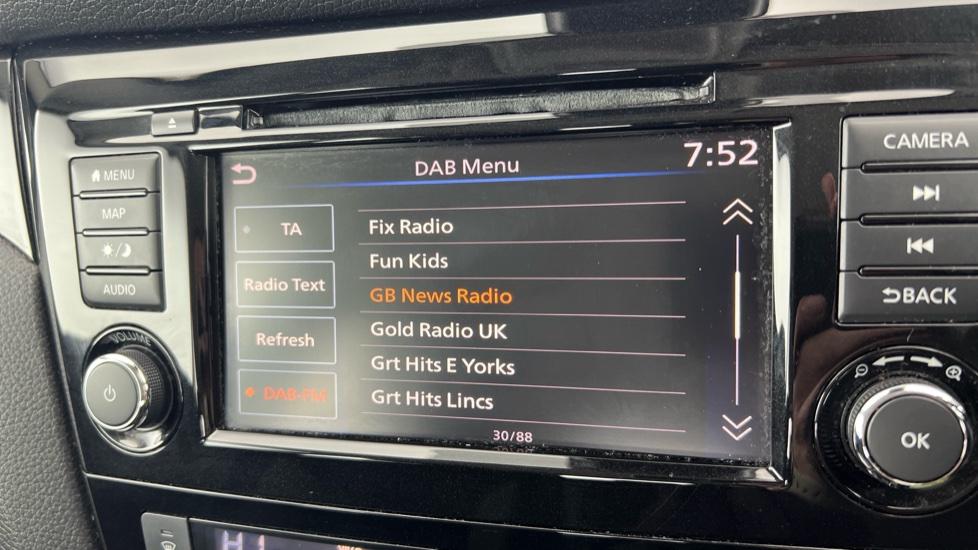 DAB Menu
7:52
TA
Radio Text
Refresh
DAB-FM
Fix Radio
Fun Kids
GB News Radio
Gold Radio UK
Grt Hits E Yorks
Grt Hits Lincs
30/88
MENU
MAP
AUDIO
VOLUME
CAMERA
BACK
OK
HI